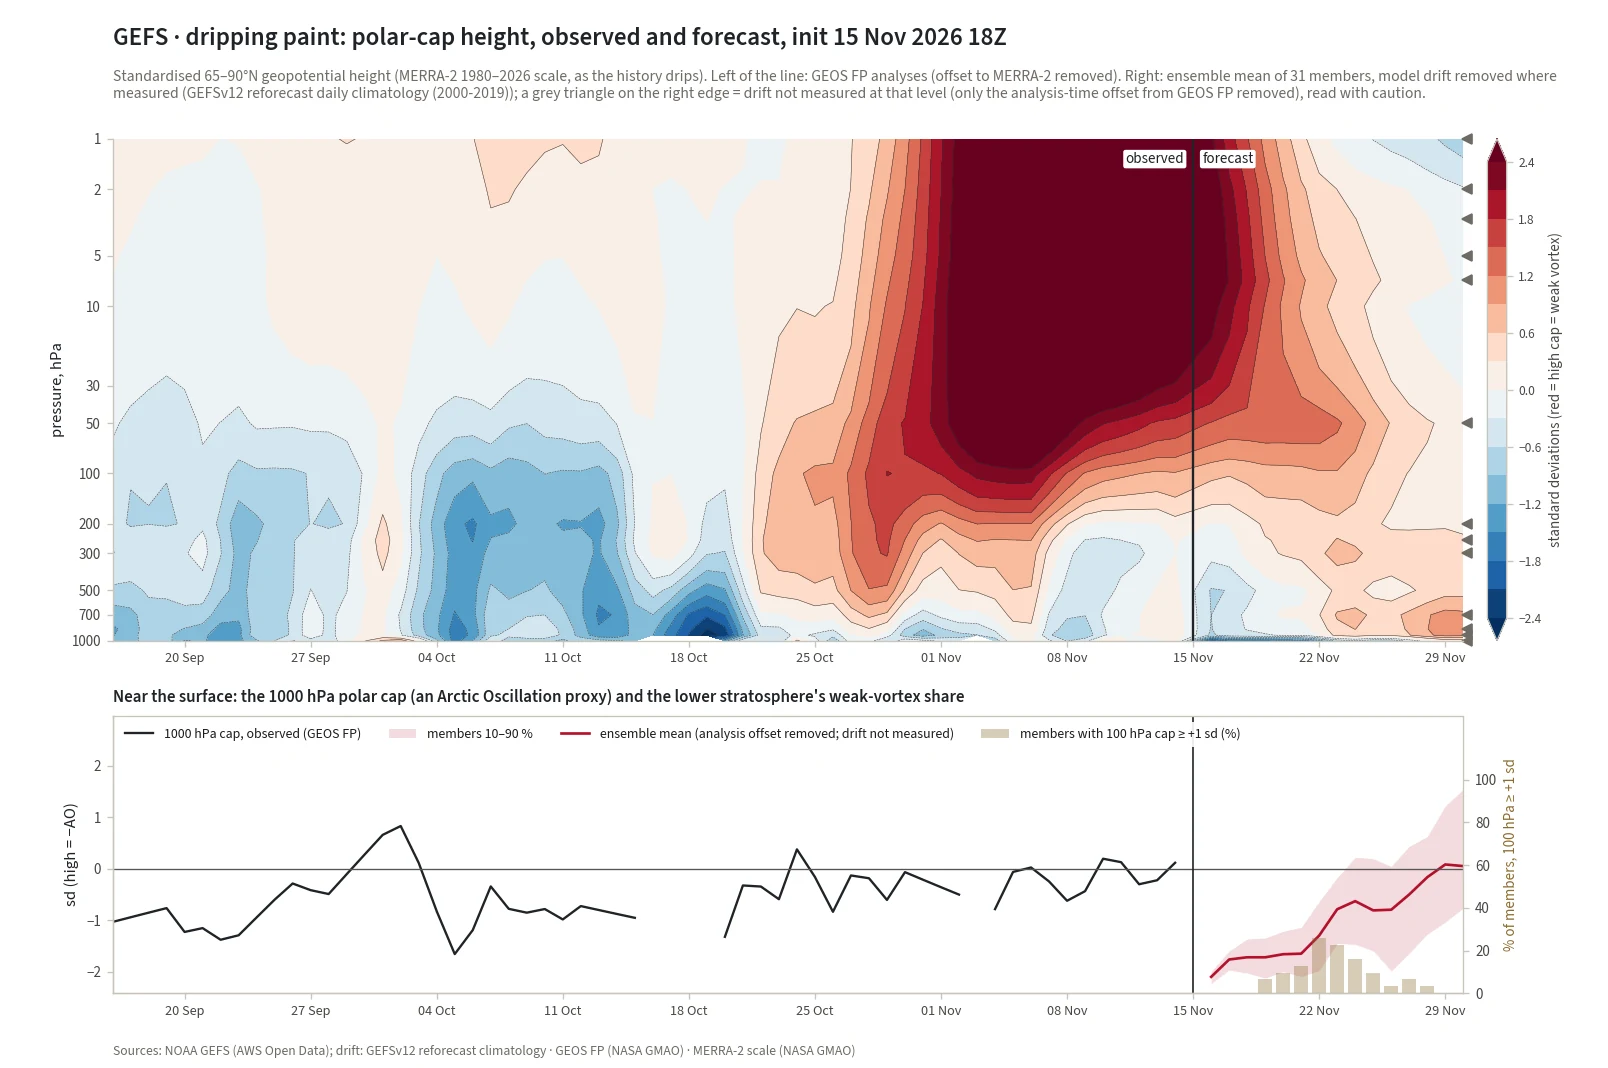 GEFS · dripping paint: polar-cap height, observed and forecast, init 15 Nov 2026 18Z
Standardised 65–90°N geopotential height (MERRA-2 1980–2026 scale, as the history drips). Left of the line: GEOS FP analyses (offset to MERRA-2 removed). Right: ensemble mean of 31 members, model drift removed where
measured (GEFSv12 reforecast daily climatology (2000-2019)); a grey triangle on the right edge = drift not measured at that level (only the analysis-time offset from GEOS FP removed), read with caution.
pressure, hPa
1
2
5
10
30
50
100
200
300
500
700
1000
observed
forecast
20 Sep
27 Sep
04 Oct
11 Oct
18 Oct
25 Oct
01 Nov
08 Nov
15 Nov
22 Nov
29 Nov
2.4
1.8
1.2
0.6
0.0
−0.6
−1.2
−1.8
−2.4
standard deviations (red = high cap = weak vortex)
Near the surface: the 1000 hPa polar cap (an Arctic Oscillation proxy) and the lower stratosphere's weak-vortex share
1000 hPa cap, observed (GEOS FP)
members 10–90 %
ensemble mean (analysis offset removed; drift not measured)
members with 100 hPa cap ≥ +1 sd (%)
sd (high = −AO)
2
1
0
−1
−2
100
80
60
40
20
0
% of members, 100 hPa ≥ +1 sd
20 Sep
27 Sep
04 Oct
11 Oct
18 Oct
25 Oct
01 Nov
08 Nov
15 Nov
22 Nov
29 Nov
Sources: NOAA GEFS (AWS Open Data); drift: GEFSv12 reforecast climatology · GEOS FP (NASA GMAO) · MERRA-2 scale (NASA GMAO)